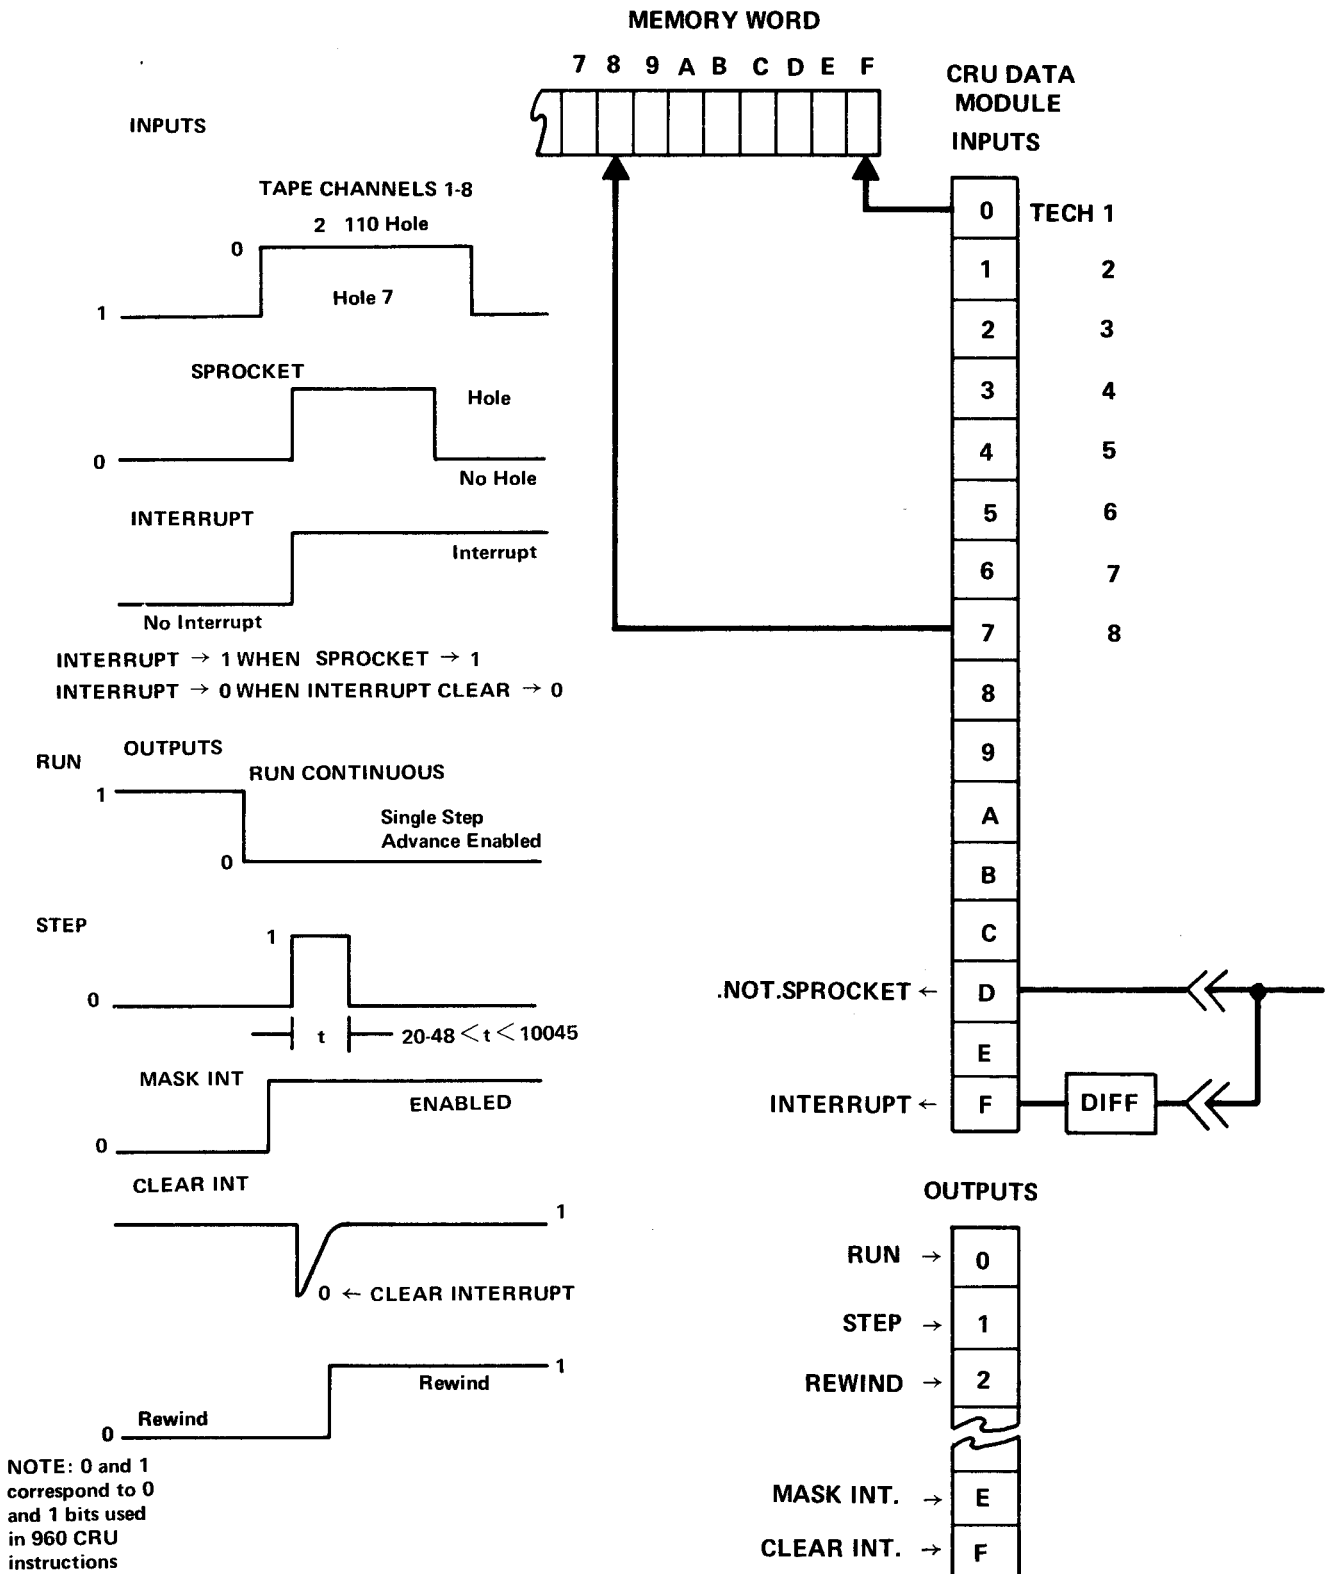 MEMORY WORD
7 8 9 A B C D E F
CRU DATA
MODULE
INPUTS
INPUTS
TAPE CHANNELS 1-8
2 110 Hole
0
Hole 7
1
SPROCKET
Hole
0
No Hole
INTERRUPT
Interrupt
No Interrupt
INTERRUPT → 1 WHEN SPROCKET → 1
INTERRUPT → 0 WHEN INTERRUPT CLEAR → 0
OUTPUTS
RUN
RUN CONTINUOUS
1
Single Step
Advance Enabled
0
STEP
1
0
t
20-48 < t < 10045
MASK INT
ENABLED
0
CLEAR INT
1
0 ← CLEAR INTERRUPT
1
Rewind
Rewind
0
NOTE: 0 and 1
correspond to 0
and 1 bits used
in 960 CRU
instructions
0 TECH 1
1 2
2 3
3 4
4 5
5 6
6 7
7 8
8
9
A
B
C
.NOT.SPROCKET ← D
E
INTERRUPT ← F DIFF
OUTPUTS
RUN → 0
STEP → 1
REWIND → 2
MASK INT. → E
CLEAR INT. → F